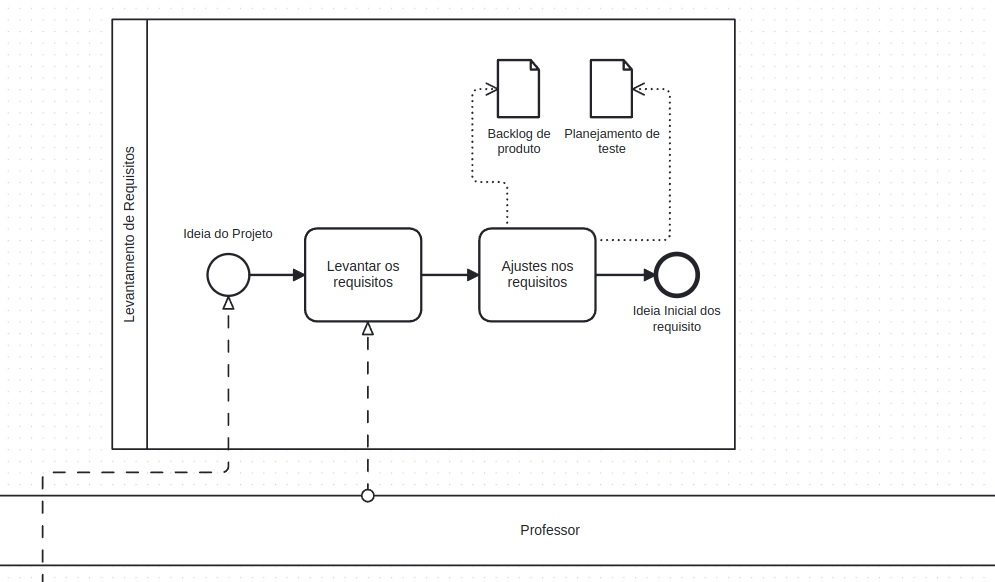 Levantamento de Requisitos
Backlog de
produto
Planejamento de
teste
Ideia do Projeto
Levantar os
requisitos
Ajustes nos
requisitos
Ideia Inicial dos
requisito
Professor